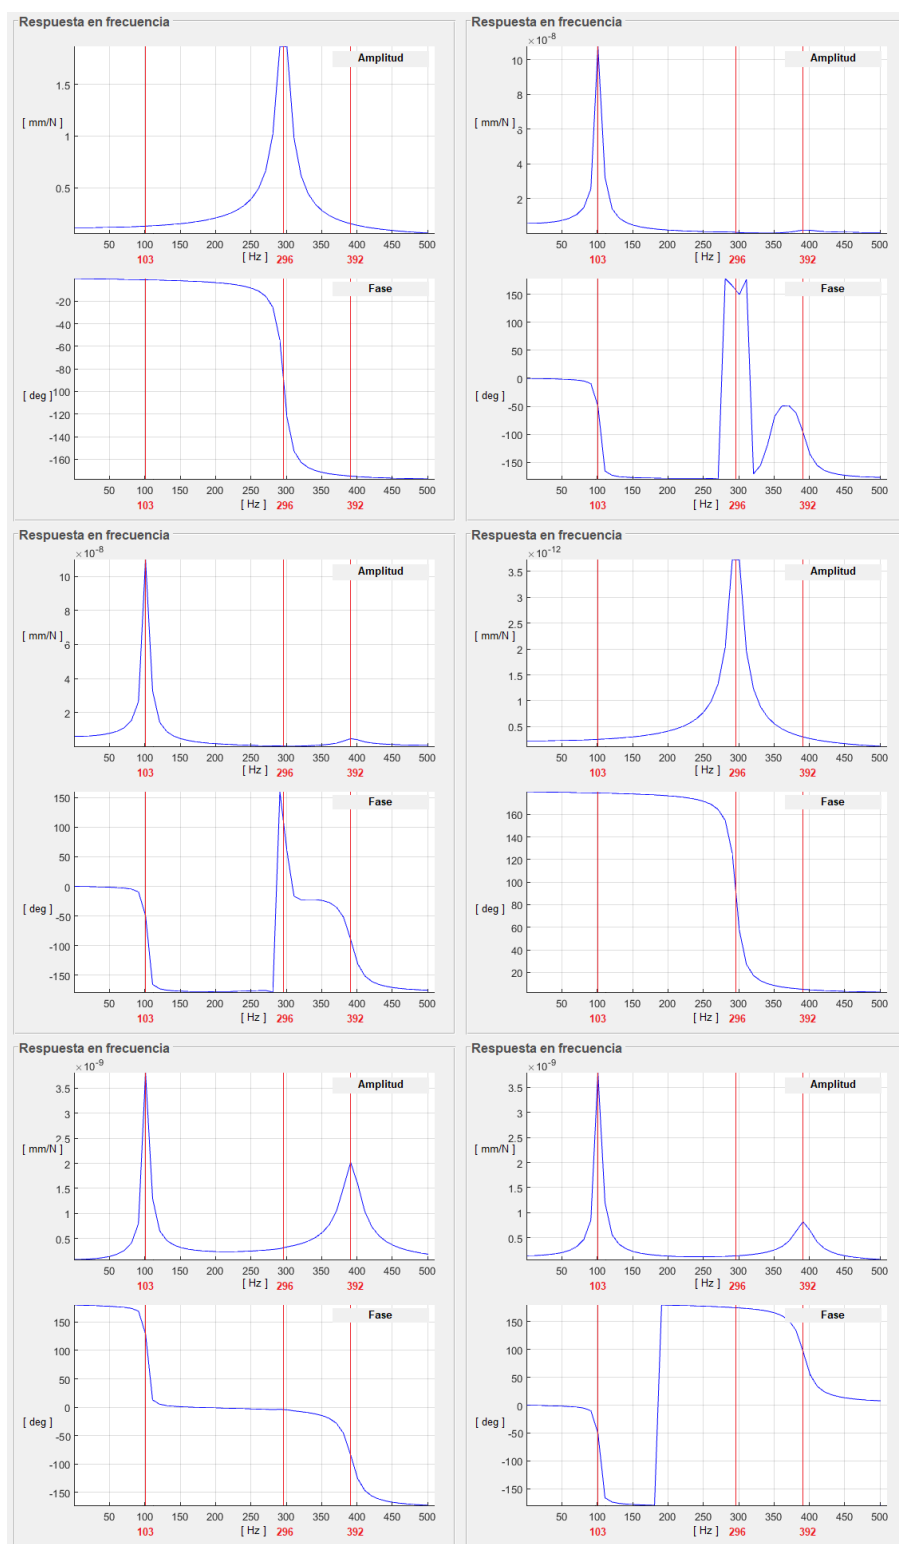 Respuesta en frecuencia
Amplitud
1.5
[ mm/N ]
1
0.5
50 100 150 200 250 300 350 400 450 500
103 [ Hz ] 296 392
Fase
-20
-40
-60
-80
[ deg ] -100
-120
-140
-160
50 100 150 200 250 300 350 400 450 500
103 [ Hz ] 296 392
Respuesta en frecuencia
×10-8
Amplitud
10
8
[ mm/N ]
4
2
50 100 150 200 250 300 350 400 450 500
103 [ Hz ] 296 392
Fase
150
100
50
0
[ deg ] -50
-100
-150
50 100 150 200 250 300 350 400 450 500
103 [ Hz ] 296 392
Respuesta en frecuencia
×10-8
Amplitud
10
8
[ mm/N ]
4
2
50 100 150 200 250 300 350 400 450 500
103 [ Hz ] 296 392
Fase
150
100
50
0
[ deg ] -50
-100
-150
50 100 150 200 250 300 350 400 450 500
103 [ Hz ] 296 392
Respuesta en frecuencia
×10-12
Amplitud
3.5
3
2.5
[ mm/N ]
2
1.5
1
0.5
50 100 150 200 250 300 350 400 450 500
103 [ Hz ] 296 392
Fase
160
140
120
100
[ deg ] 80
60
40
20
50 100 150 200 250 300 350 400 450 500
103 [ Hz ] 296 392
Respuesta en frecuencia
×10-9
Amplitud
3.5
3
2.5
[ mm/N ]
2
1.5
1
0.5
50 100 150 200 250 300 350 400 450 500
103 [ Hz ] 296 392
Fase
150
100
50
0
[ deg ] -50
-100
-150
50 100 150 200 250 300 350 400 450 500
103 [ Hz ] 296 392
Respuesta en frecuencia
×10-9
Amplitud
3.5
3
2.5
[ mm/N ]
2
1.5
1
0.5
50 100 150 200 250 300 350 400 450 500
103 [ Hz ] 296 392
Fase
150
100
50
0
[ deg ] -50
-100
-150
50 100 150 200 250 300 350 400 450 500
103 [ Hz ] 296 392